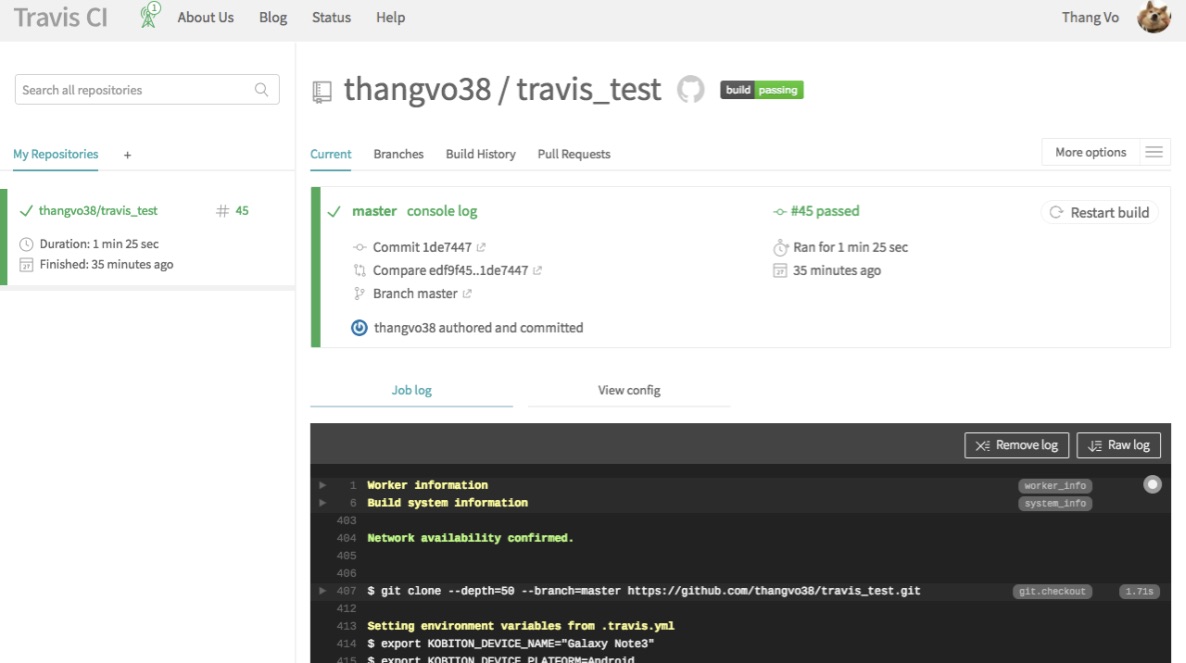 Travis CI 1 About Us Blog Status Help Thang Vo
Search all repositories
thangvo38 / travis_test build passing
My Repositories +
Current Branches Build History Pull Requests More options
thangvo38/travis_test # 45
Duration: 1 min 25 sec
Finished: 35 minutes ago
master console log #45 passed Restart build
Commit 1de7447 Ran for 1 min 25 sec
Compare edf9f45..1de7447 35 minutes ago
Branch master
thangvo38 authored and committed
Job log View config
Remove log Raw log
1 Worker information worker_info
6 Build system information system_info
403
404 Network availability confirmed.
405
406
407 $ git clone --depth=50 --branch=master https://github.com/thangvo38/travis_test.git git.checkout 1.71s
412
413 Setting environment variables from .travis.yml
414 $ export KOBITON_DEVICE_NAME="Galaxy Note3"
415 $ export KOBITON_DEVICE_PLATFORM=Android